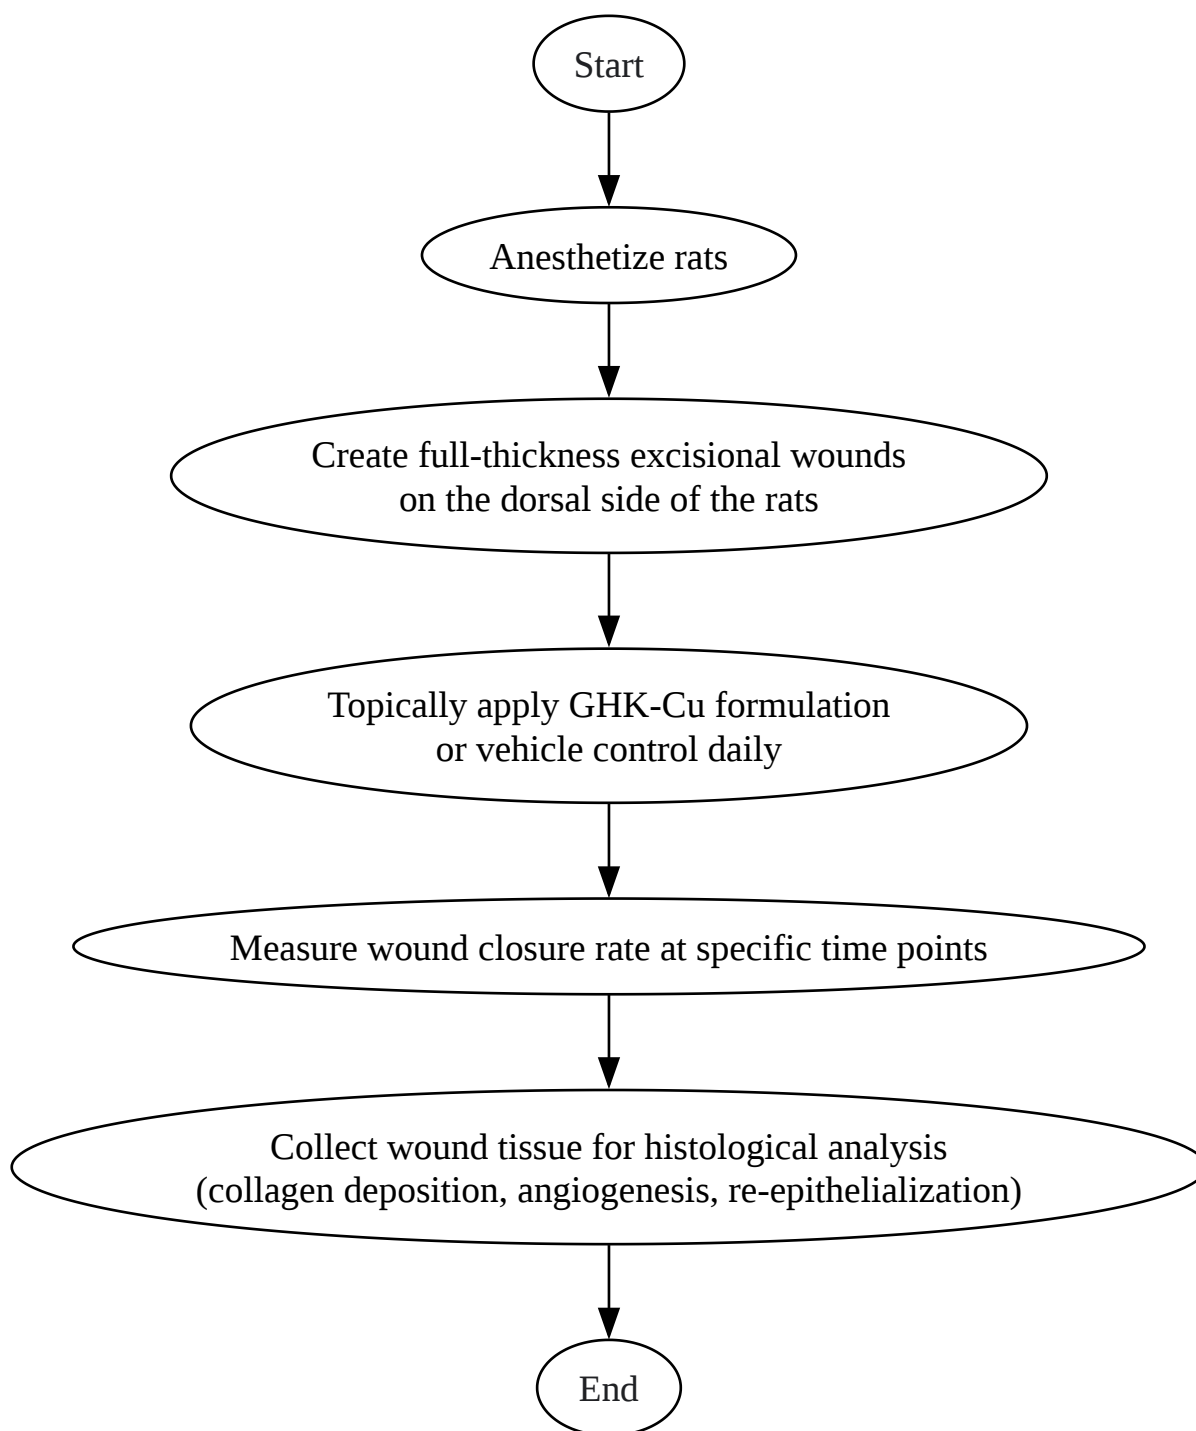 Start
Anesthetize rats
Create full-thickness excisional wounds
on the dorsal side of the rats
Topically apply GHK-Cu formulation
or vehicle control daily
Measure wound closure rate at specific time points
Collect wound tissue for histological analysis
(collagen deposition, angiogenesis, re-epithelialization)
End